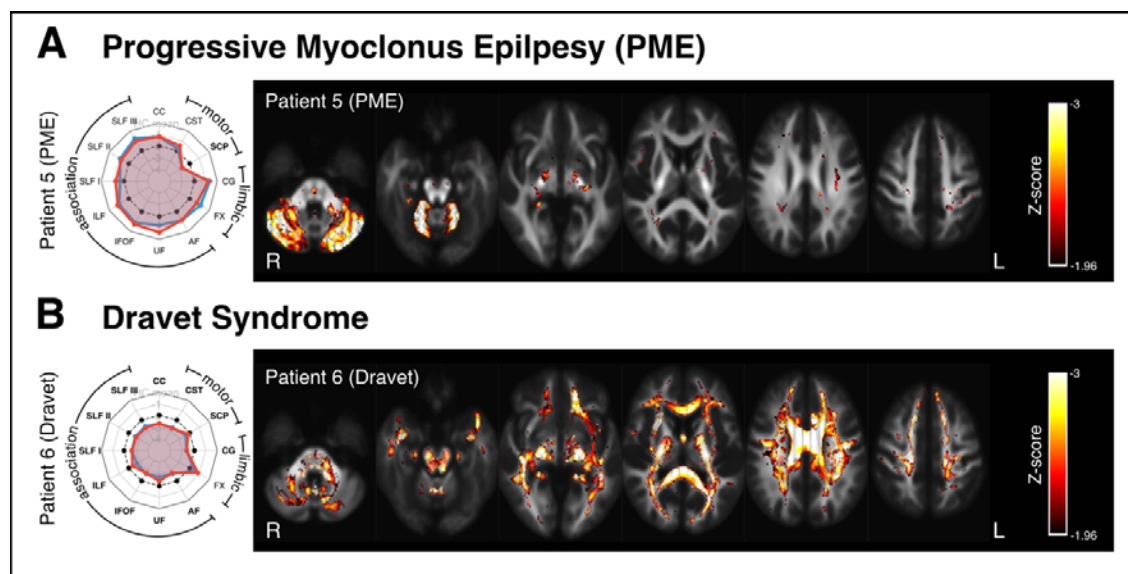 A Progressive Myoclonus Epilpesy (PME)
Patient 5 (PME)
association
motor
limbic
CC
CST
SCP
CG
FX
AF
UF
IFOF
ILF
SLF I
SLF II
SLF III
Patient 5 (PME)
R
L
Z-score
-3
-1.96
B Dravet Syndrome
Patient 6 (Dravet)
association
motor
limbic
CC
CST
SCP
CG
FX
AF
UF
IFOF
ILF
SLF I
SLF II
SLF III
Patient 6 (Dravet)
R
L
Z-score
-3
-1.96